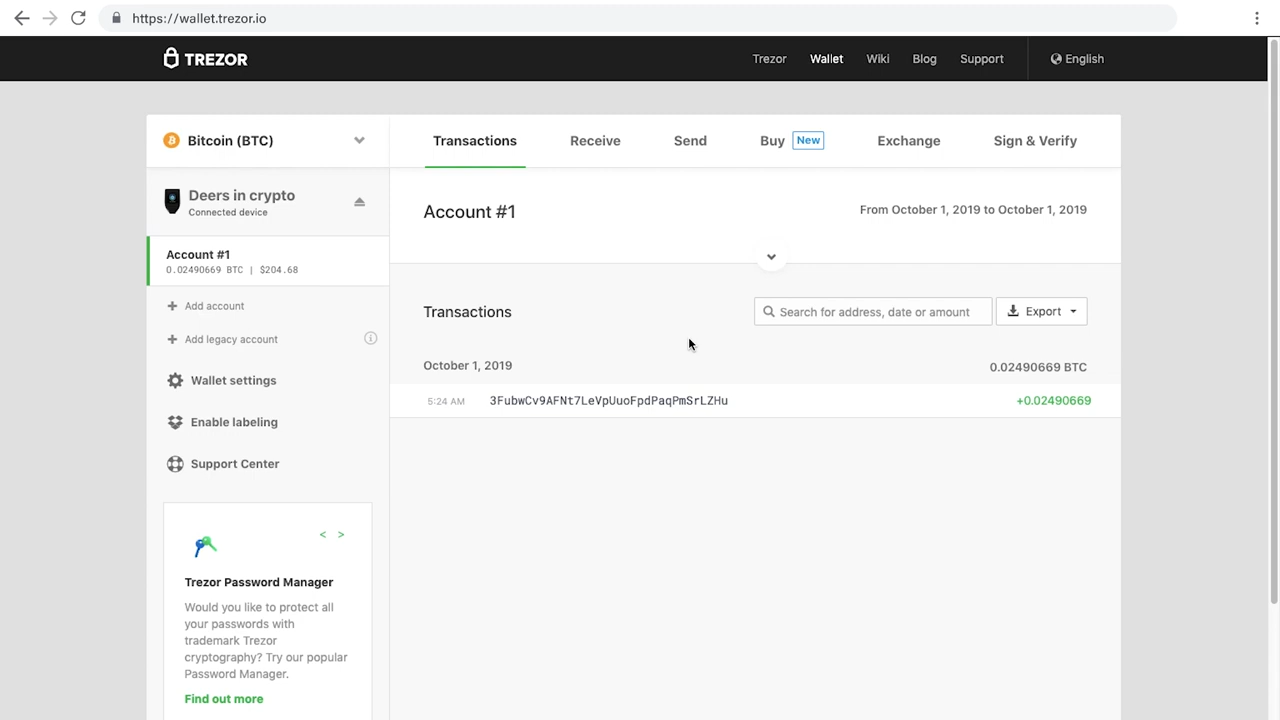 https://wallet.trezor.io
TREZOR
Trezor
Wallet
Wiki
Blog
Support
English
Bitcoin (BTC)
Transactions
Receive
Send
Buy New
Exchange
Sign & Verify
Deers in crypto
Connected device
Account #1
0.02490669 BTC | $204.68
Add account
Add legacy account
Wallet settings
Enable labeling
Support Center
< >
Trezor Password Manager
Would you like to protect all
your passwords with
trademark Trezor
cryptography? Try our popular
Password Manager.
Find out more
Account #1
From October 1, 2019 to October 1, 2019
Transactions
Search for address, date or amount
Export
October 1, 2019
0.02490669 BTC
5:24 AM
3FubwCv9AFNt7LeVpUuoFpdPaqPmSrLZHu
+0.02490669